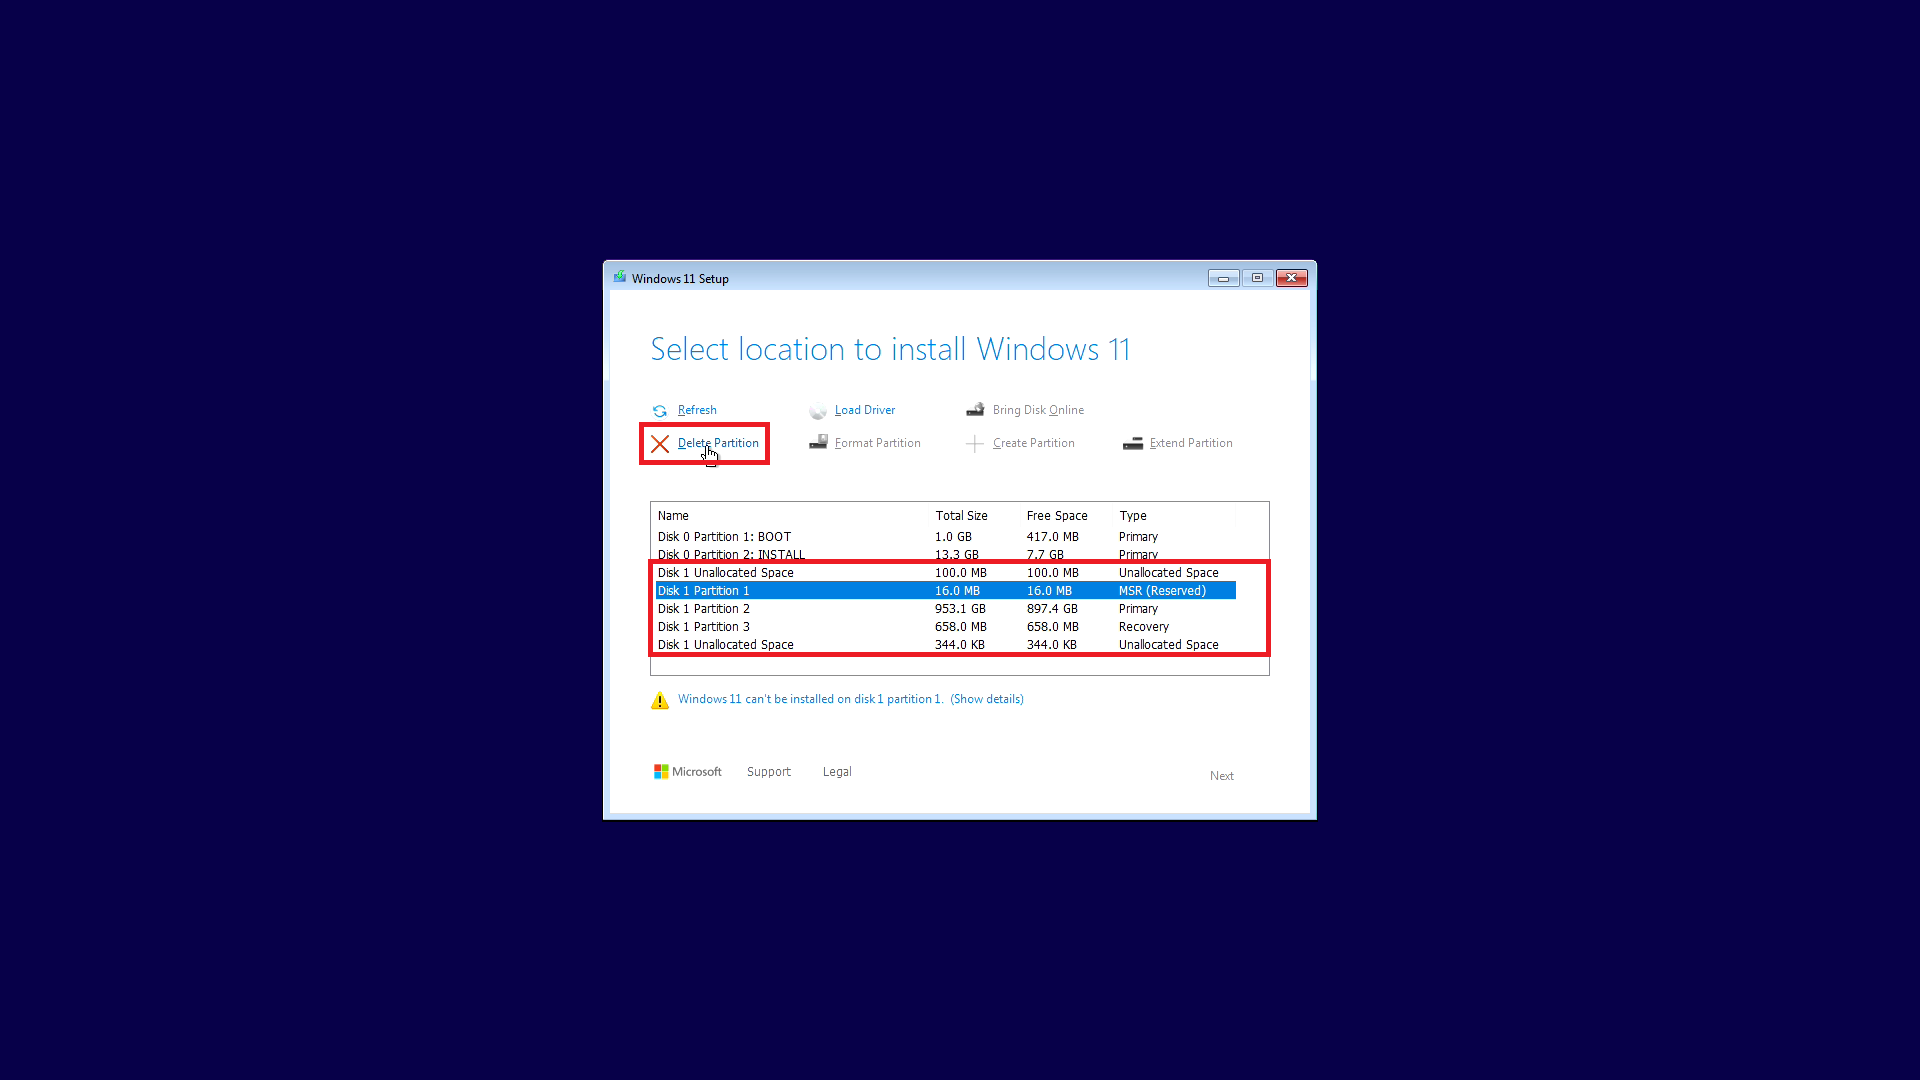 Windows 11 Setup
Select location to install Windows 11
Refresh Load Driver Bring Disk Online
Delete Partition Format Partition Create Partition Extend Partition
Name Total Size Free Space Type
Disk 0 Partition 1: BOOT 1.0 GB 417.0 MB Primary
Disk 0 Partition 2: INSTALL 13.3 GB 7.7 GB Primary
Disk 1 Unallocated Space 100.0 MB 100.0 MB Unallocated Space
Disk 1 Partition 1 16.0 MB 16.0 MB MSR (Reserved)
Disk 1 Partition 2 953.1 GB 897.4 GB Primary
Disk 1 Partition 3 658.0 MB 658.0 MB Recovery
Disk 1 Unallocated Space 344.0 KB 344.0 KB Unallocated Space
Windows 11 can't be installed on disk 1 partition 1. (Show details)
Microsoft Support Legal
Next